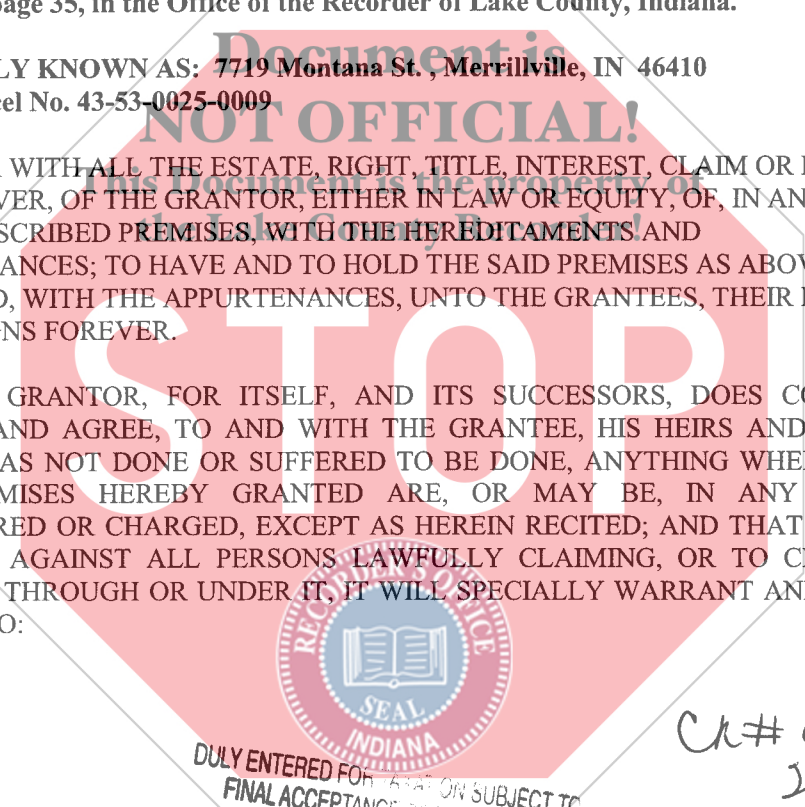 page 35, in the Office of the Recorder of Lake County, Indiana.
Document is
LY KNOWN AS: 7719 Montana St. , Merrillville, IN 46410
cel No. 43-53-0025-0009
NOT OFFICIAL!
WITH ALL THE ESTATE, RIGHT, TITLE, INTEREST, CLAIM OR
This Document is the property of
VER, OF THE GRANTOR, EITHER IN LAW OR EQUITY, OF, IN AN
the Lake County Recorder!
SCRIBED PREMISES, WITH THE HEREDITAMENTS AND
ANCES; TO HAVE AND TO HOLD THE SAID PREMISES AS ABOV
D, WITH THE APPURTENANCES, UNTO THE GRANTEES, THEIR
GNS FOREVER.
STOP
GRANTOR, FOR ITSELF, AND ITS SUCCESSORS, DOES CO
AND AGREE, TO AND WITH THE GRANTEE, HIS HEIRS AND
AS NOT DONE OR SUFFERED TO BE DONE, ANYTHING WHE
MISES HEREBY GRANTED ARE, OR MAY BE, IN ANY
RED OR CHARGED, EXCEPT AS HEREIN RECITED; AND THAT
AGAINST ALL PERSONS LAWFULLY CLAIMING, OR TO C
THROUGH OR UNDER IT, IT WILL SPECIALLY WARRANT AN
O:
RECORDER'S OFFICE
SEAL
INDIANA
DULY ENTERED FOR TAXATION SUBJECT TO
FINAL ACCEPTANCE